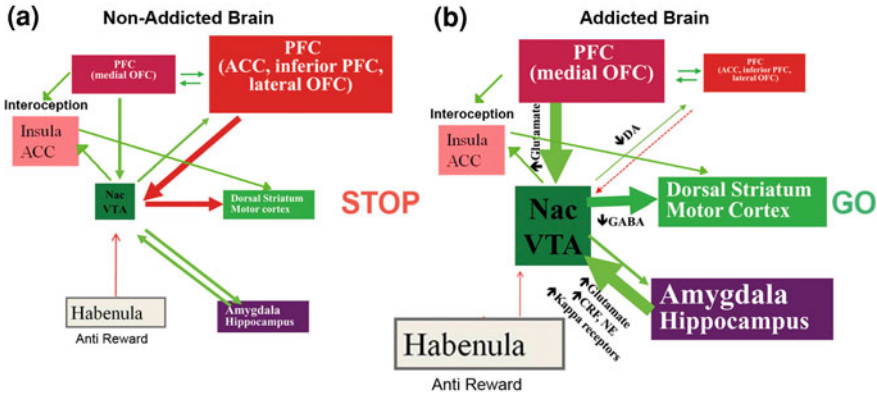 (a)
Non-Addicted Brain
PFC
(medial OFC)
PFC
(ACC, inferior PFC,
lateral OFC)
Interoception
Insula
ACC
Nac
VTA
Dorsal Striatum
Motor cortex
STOP
Habenula
Anti Reward
Amygdala
Hippocampus
(b)
Addicted Brain
PFC
(medial OFC)
PFC
(ACC, inferior PFC,
lateral OFC)
Interoception
Insula
ACC
🡹Glutamate
🡻DA
Nac
VTA
🡻GABA
Dorsal Striatum
Motor Cortex
GO
🡹Glutamate
🡹CRF, NE
🡹Kappa receptors
Amygdala
Hippocampus
Habenula
Anti Reward